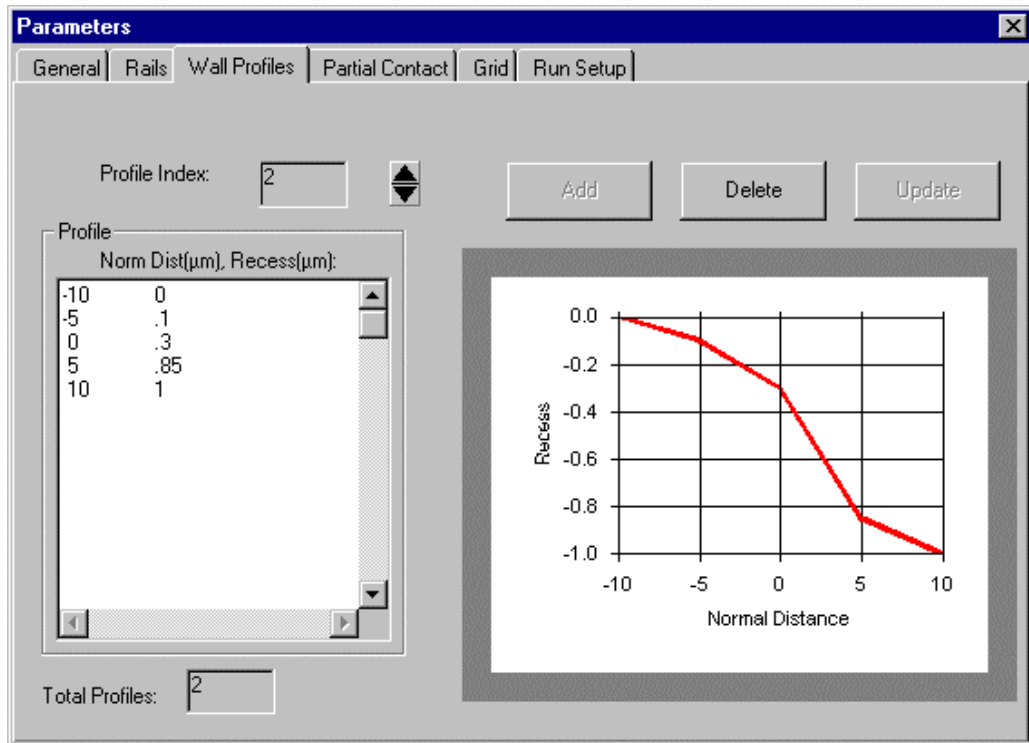 Parameters
General Rails Wall Profiles Partial Contact Grid Run Setup
Profile Index: 2
Add Delete Update
Profile
Norm Dist(µm), Recess(µm):
-10 0
-5 .1
0 .3
5 .85
10 1
Total Profiles: 2
0.0
-0.2
-0.4
-0.6
-0.8
-1.0
Recess
-10 -5 0 5 10
Normal Distance